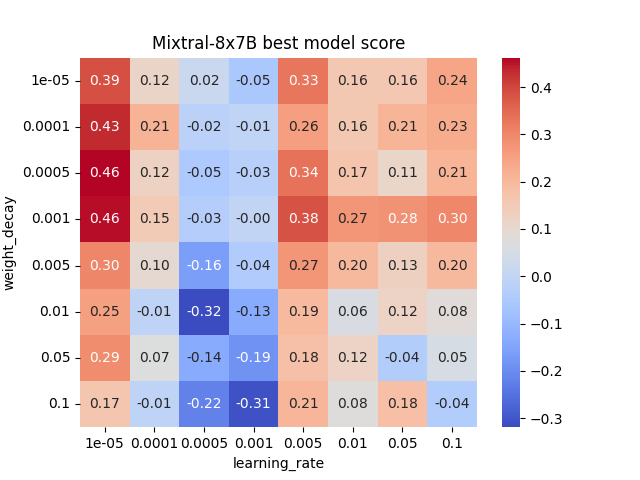 Mixtral-8x7B best model score
1e-05 0.39 0.12 0.02 -0.05 0.33 0.16 0.16 0.24
0.0001 0.43 0.21 -0.02 -0.01 0.26 0.16 0.21 0.23
0.0005 0.46 0.12 -0.05 -0.03 0.34 0.17 0.11 0.21
0.001 0.46 0.15 -0.03 -0.00 0.38 0.27 0.28 0.30
0.005 0.30 0.10 -0.16 -0.04 0.27 0.20 0.13 0.20
0.01 0.25 -0.01 -0.32 -0.13 0.19 0.06 0.12 0.08
0.05 0.29 0.07 -0.14 -0.19 0.18 0.12 -0.04 0.05
0.1 0.17 -0.01 -0.22 -0.31 0.21 0.08 0.18 -0.04
1e-05 0.0001 0.0005 0.001 0.005 0.01 0.05 0.1
learning_rate
weight_decay
0.4
0.3
0.2
0.1
0.0
−0.1
−0.2
−0.3